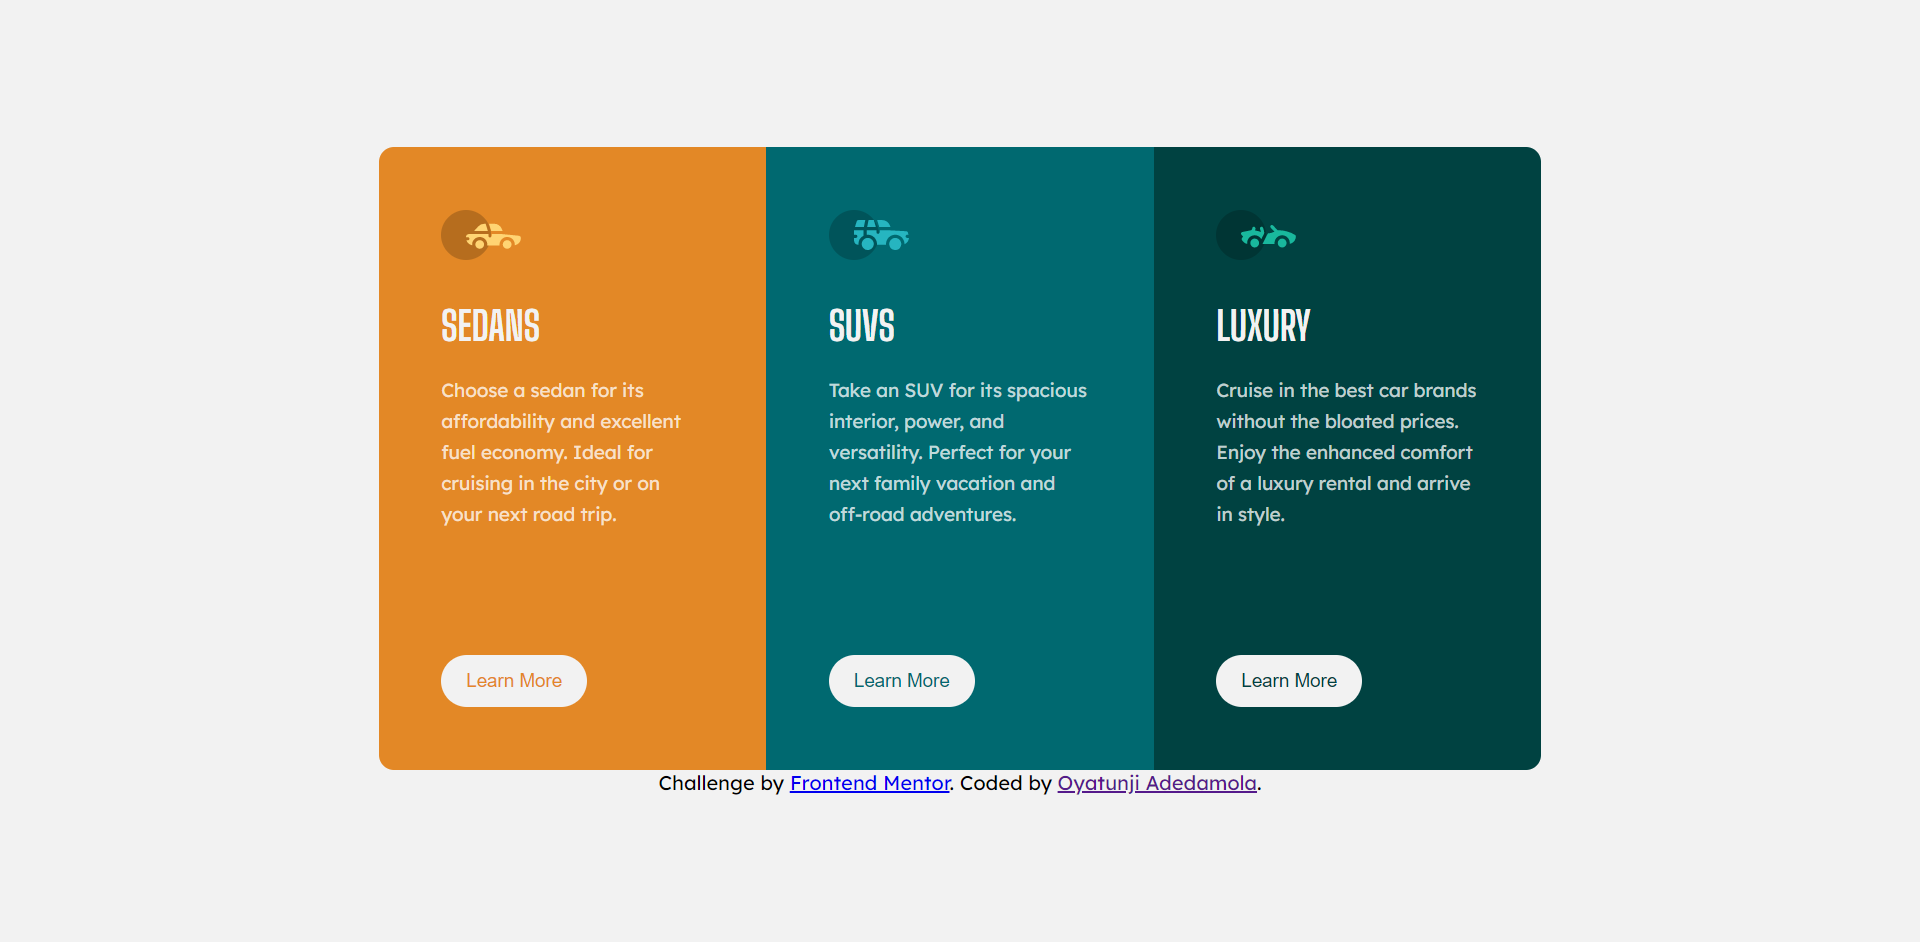 SEDANS
Choose a sedan for its
affordability and excellent
fuel economy. Ideal for
cruising in the city or on
your next road trip.
Learn More
SUVS
Take an SUV for its spacious
interior, power, and
versatility. Perfect for your
next family vacation and
off-road adventures.
Learn More
LUXURY
Cruise in the best car brands
without the bloated prices.
Enjoy the enhanced comfort
of a luxury rental and arrive
in style.
Learn More
Challenge by Frontend Mentor. Coded by Oyatunji Adedamola.